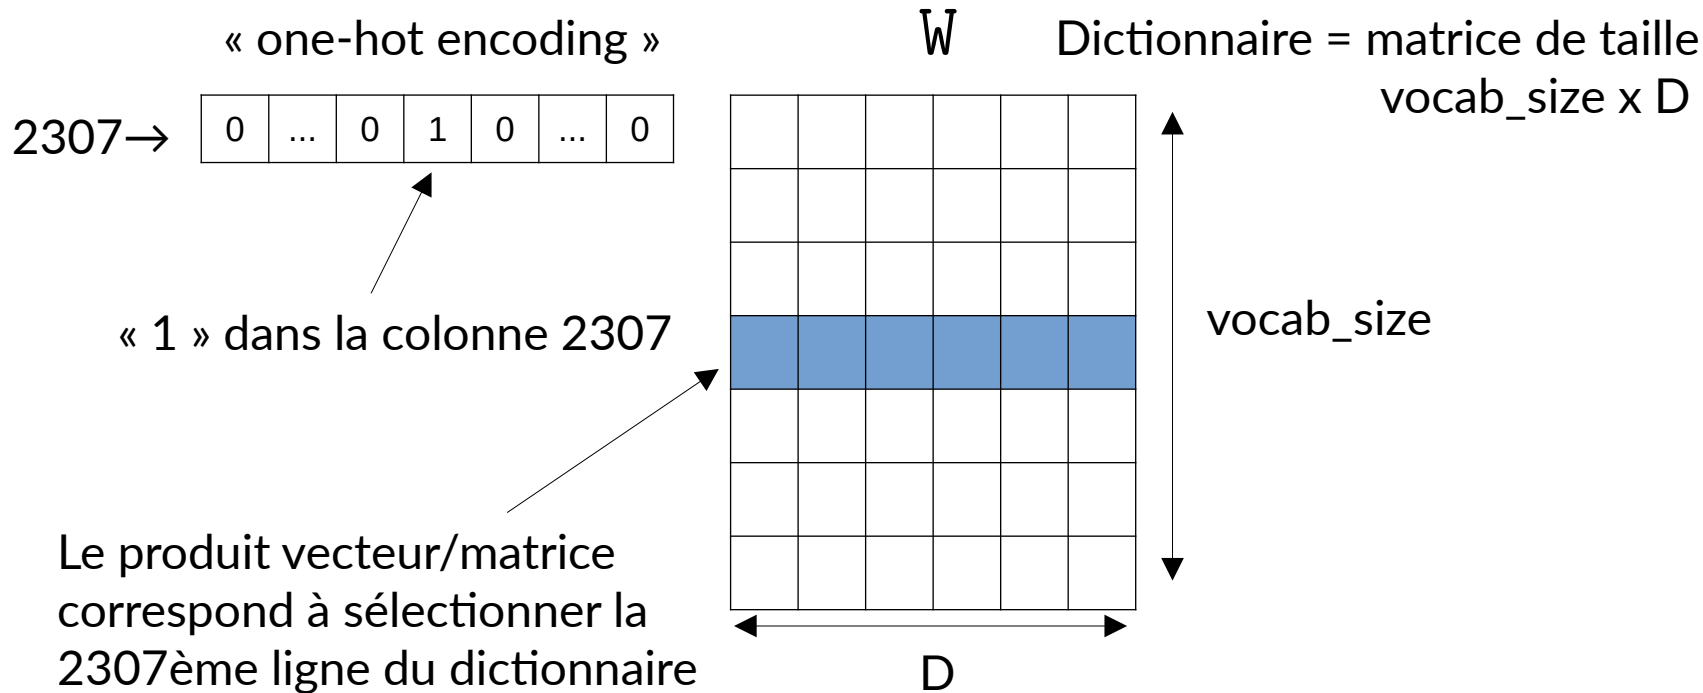 « one-hot encoding »
W
Dictionnaire = matrice de taille
vocab_size x D
2307→
0 ... 0 1 0 ... 0
« 1 » dans la colonne 2307
vocab_size
Le produit vecteur/matrice
correspond à sélectionner la
2307ème ligne du dictionnaire
D